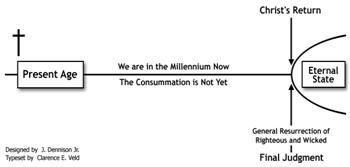 Christ's Return
Present Age
We are in the Millennium Now
The Consummation is Not Yet
Eternal
State
General Resurrection of
Righteous and Wicked
Final Judgment
Designed by J. Dennison Jr.
Typeset by Clarence E. Veld